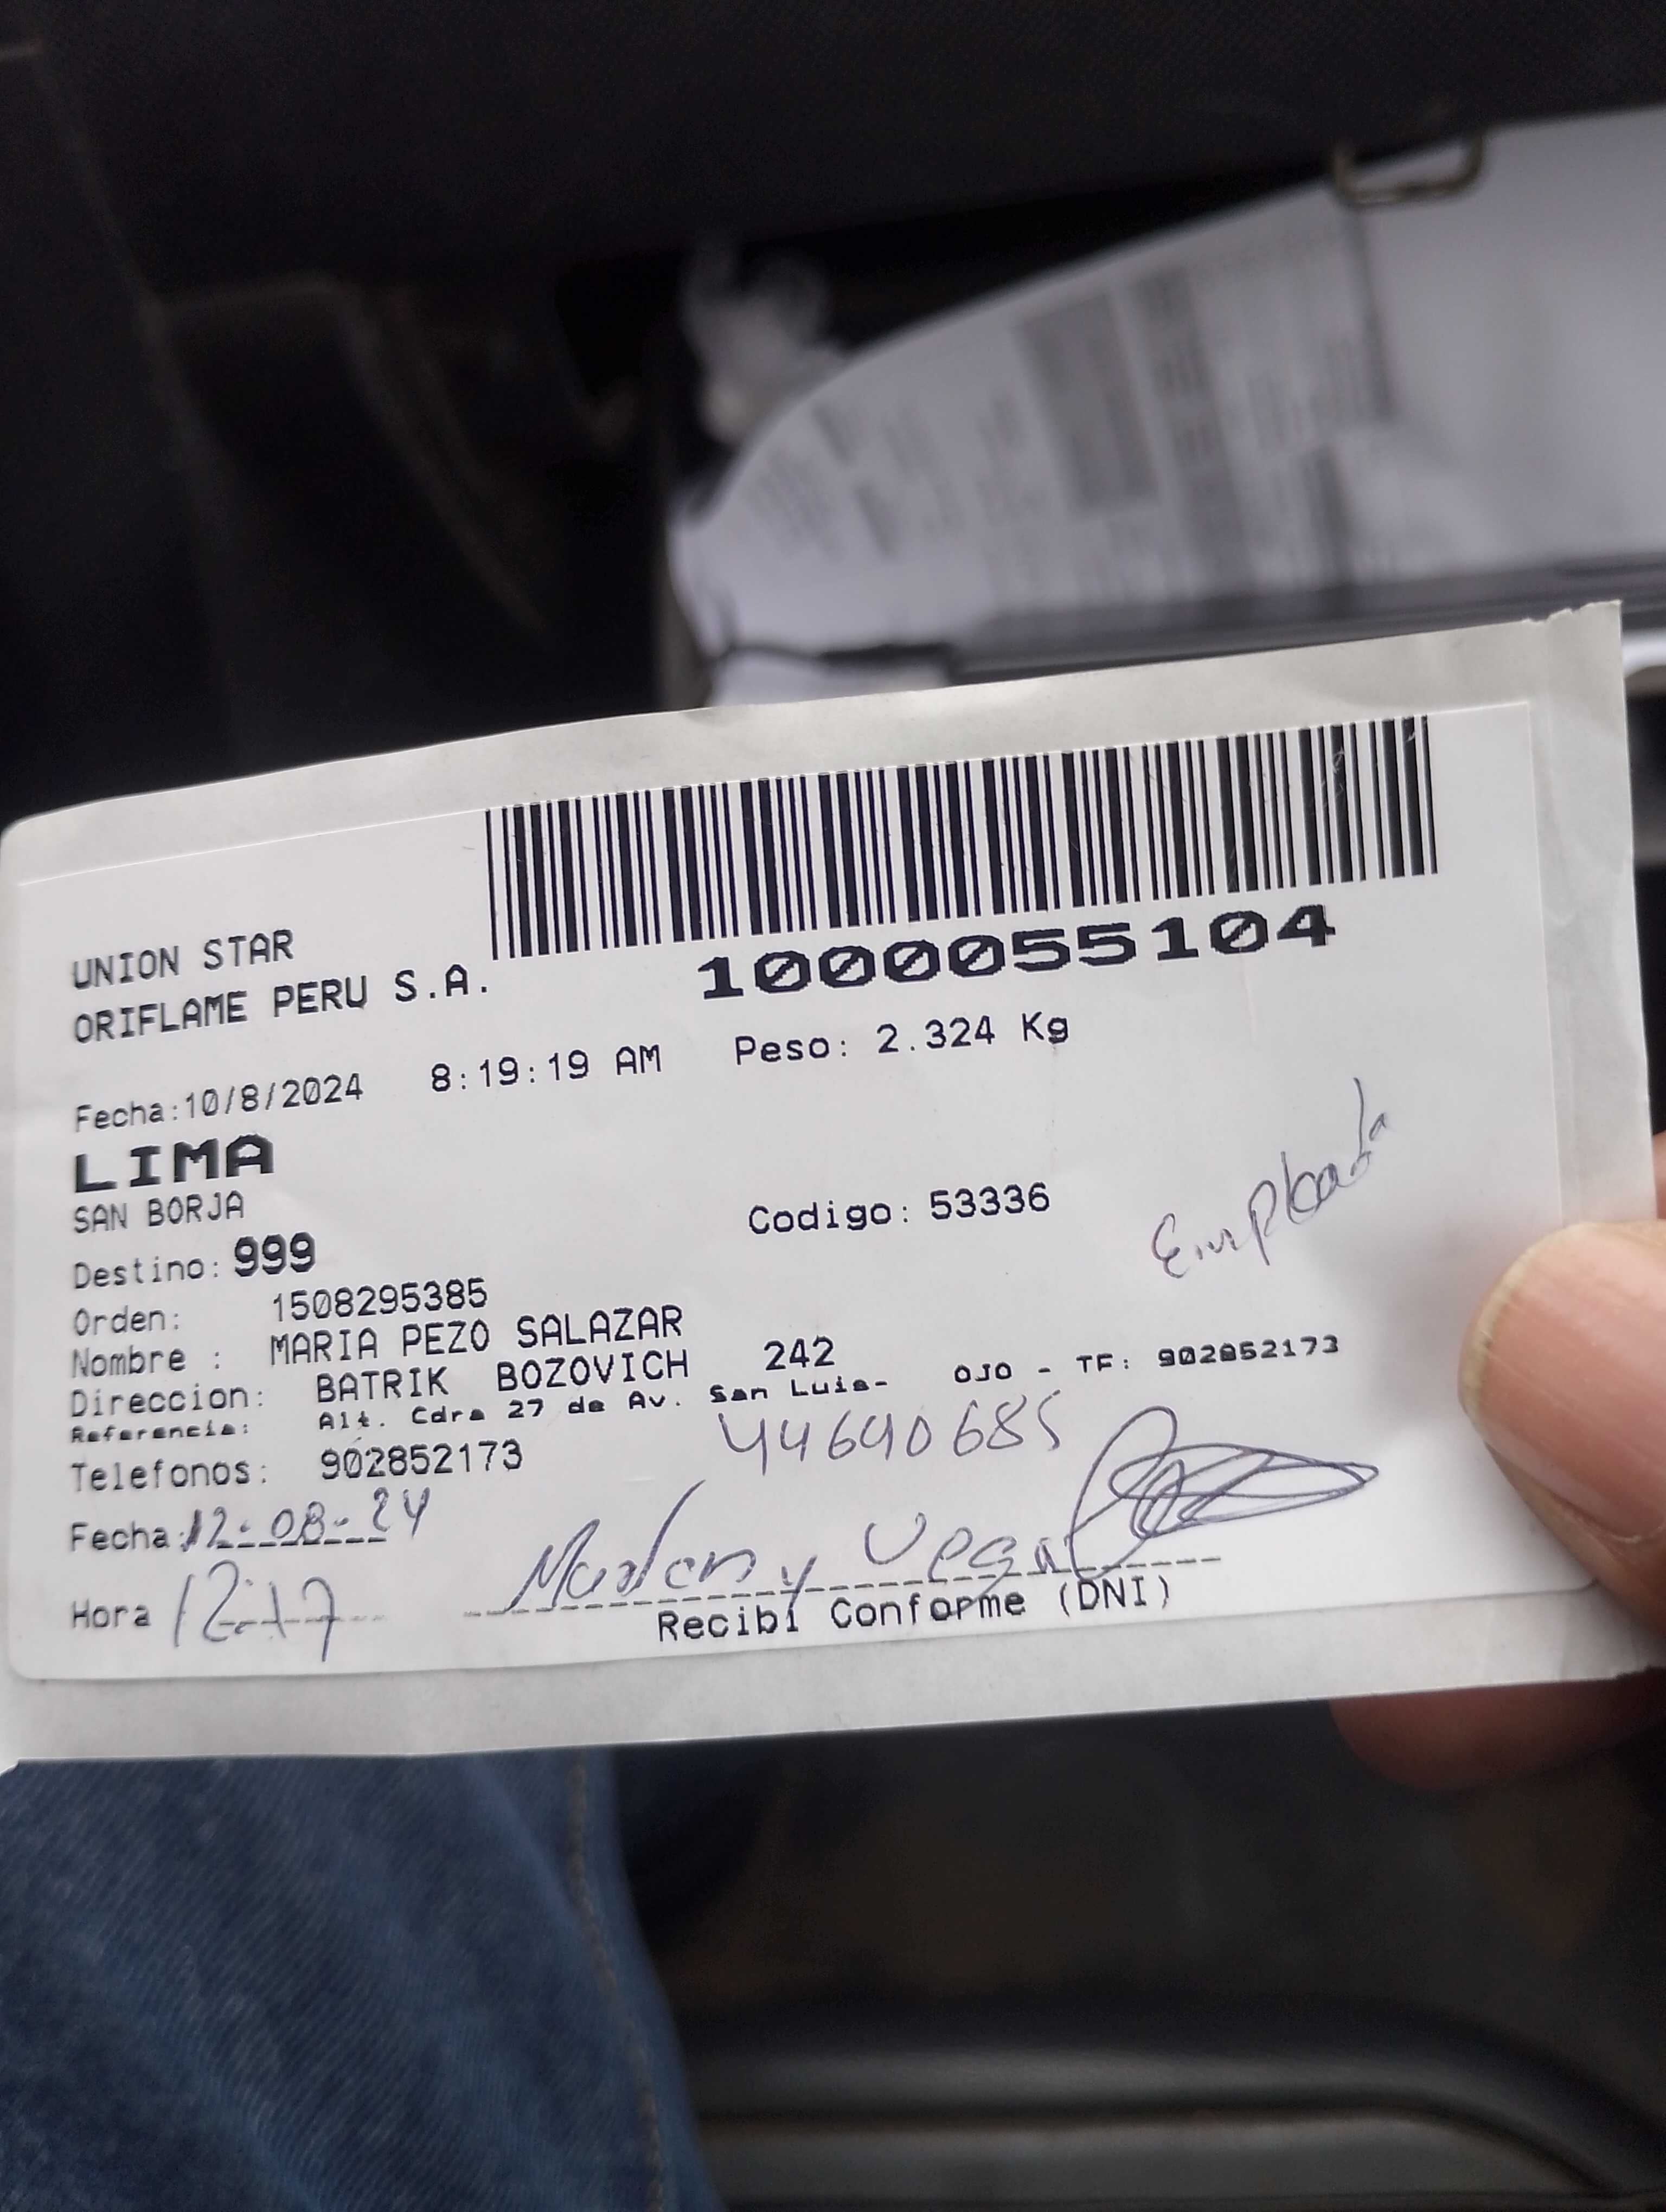 1000055104
UNION STAR
ORIFLAME PERU S.A.
Fecha:10/8/2024 8:19:19 AM Peso: 2.324 Kg
LIMA
SAN BORJA
Codigo: 53336
Empleada
Destino: 999
Orden: 1508295385
Nombre : MARIA PEZO SALAZAR
Direccion: BATRIK BOZOVICH 242
Referencia: Alt. Cdra 27 de Av. San Luis- OJO - TF: 902852173
Telefonos: 902852173
44640685
Fecha: 12-08-24
Hora 12:17
Vega
Recibi Conforme (DNI)